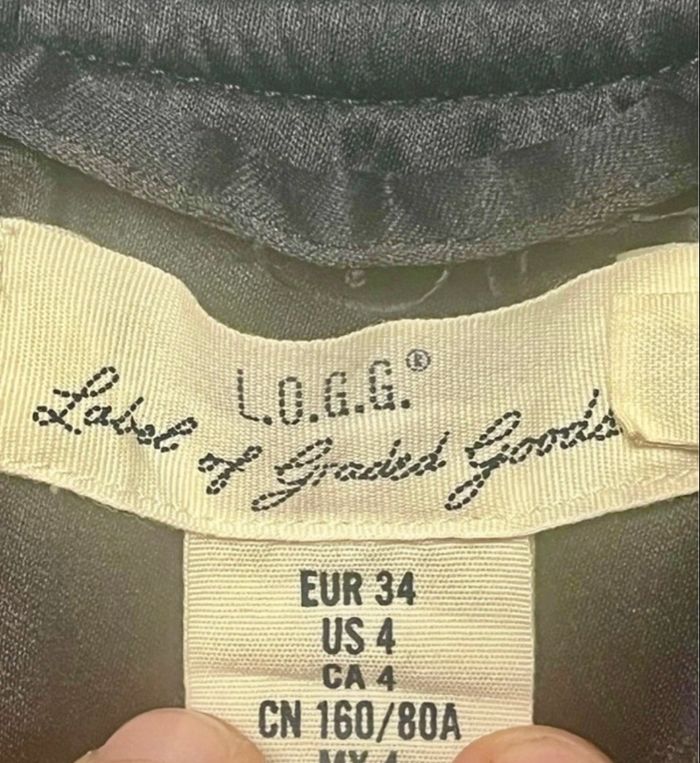 L.O.G.G.®
Label of Graded Goods
EUR 34
US 4
CA 4
CN 160/80A